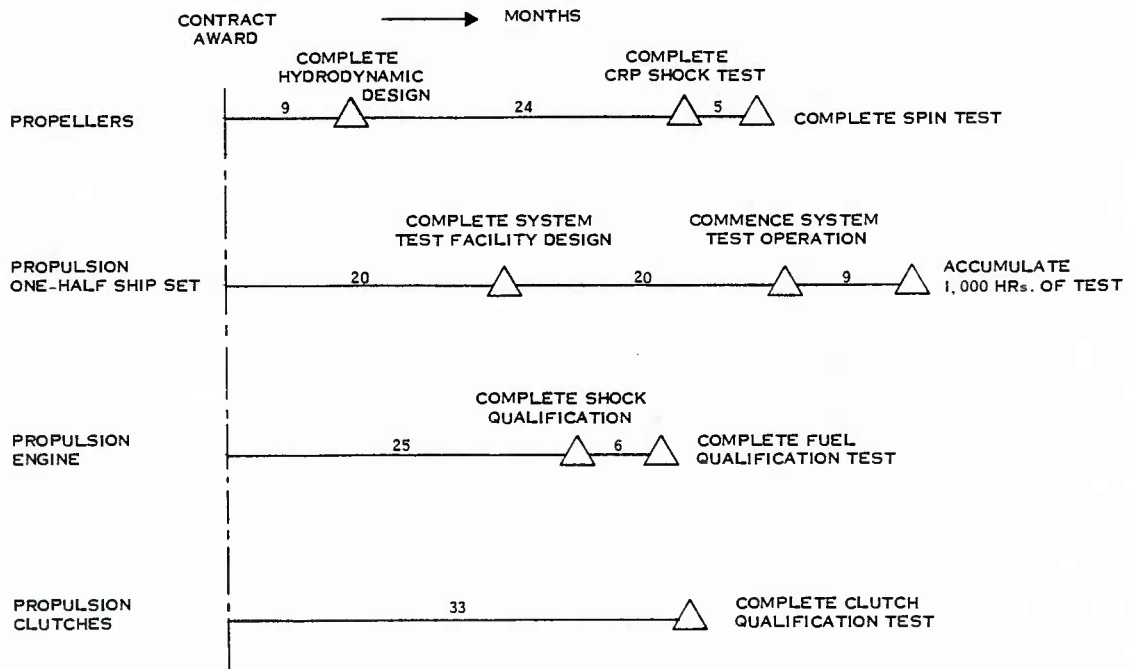 CONTRACT
AWARD
MONTHS
COMPLETE
HYDRODYNAMIC
DESIGN
COMPLETE
CRP SHOCK TEST
PROPELLERS
9
24
5
COMPLETE SPIN TEST
COMPLETE SYSTEM
TEST FACILITY DESIGN
COMMENCE SYSTEM
TEST OPERATION
PROPULSION
ONE-HALF SHIP SET
20
20
9
ACCUMULATE
1,000 HRs. OF TEST
COMPLETE SHOCK
QUALIFICATION
PROPULSION
ENGINE
25
6
COMPLETE FUEL
QUALIFICATION TEST
PROPULSION
CLUTCHES
33
COMPLETE CLUTCH
QUALIFICATION TEST